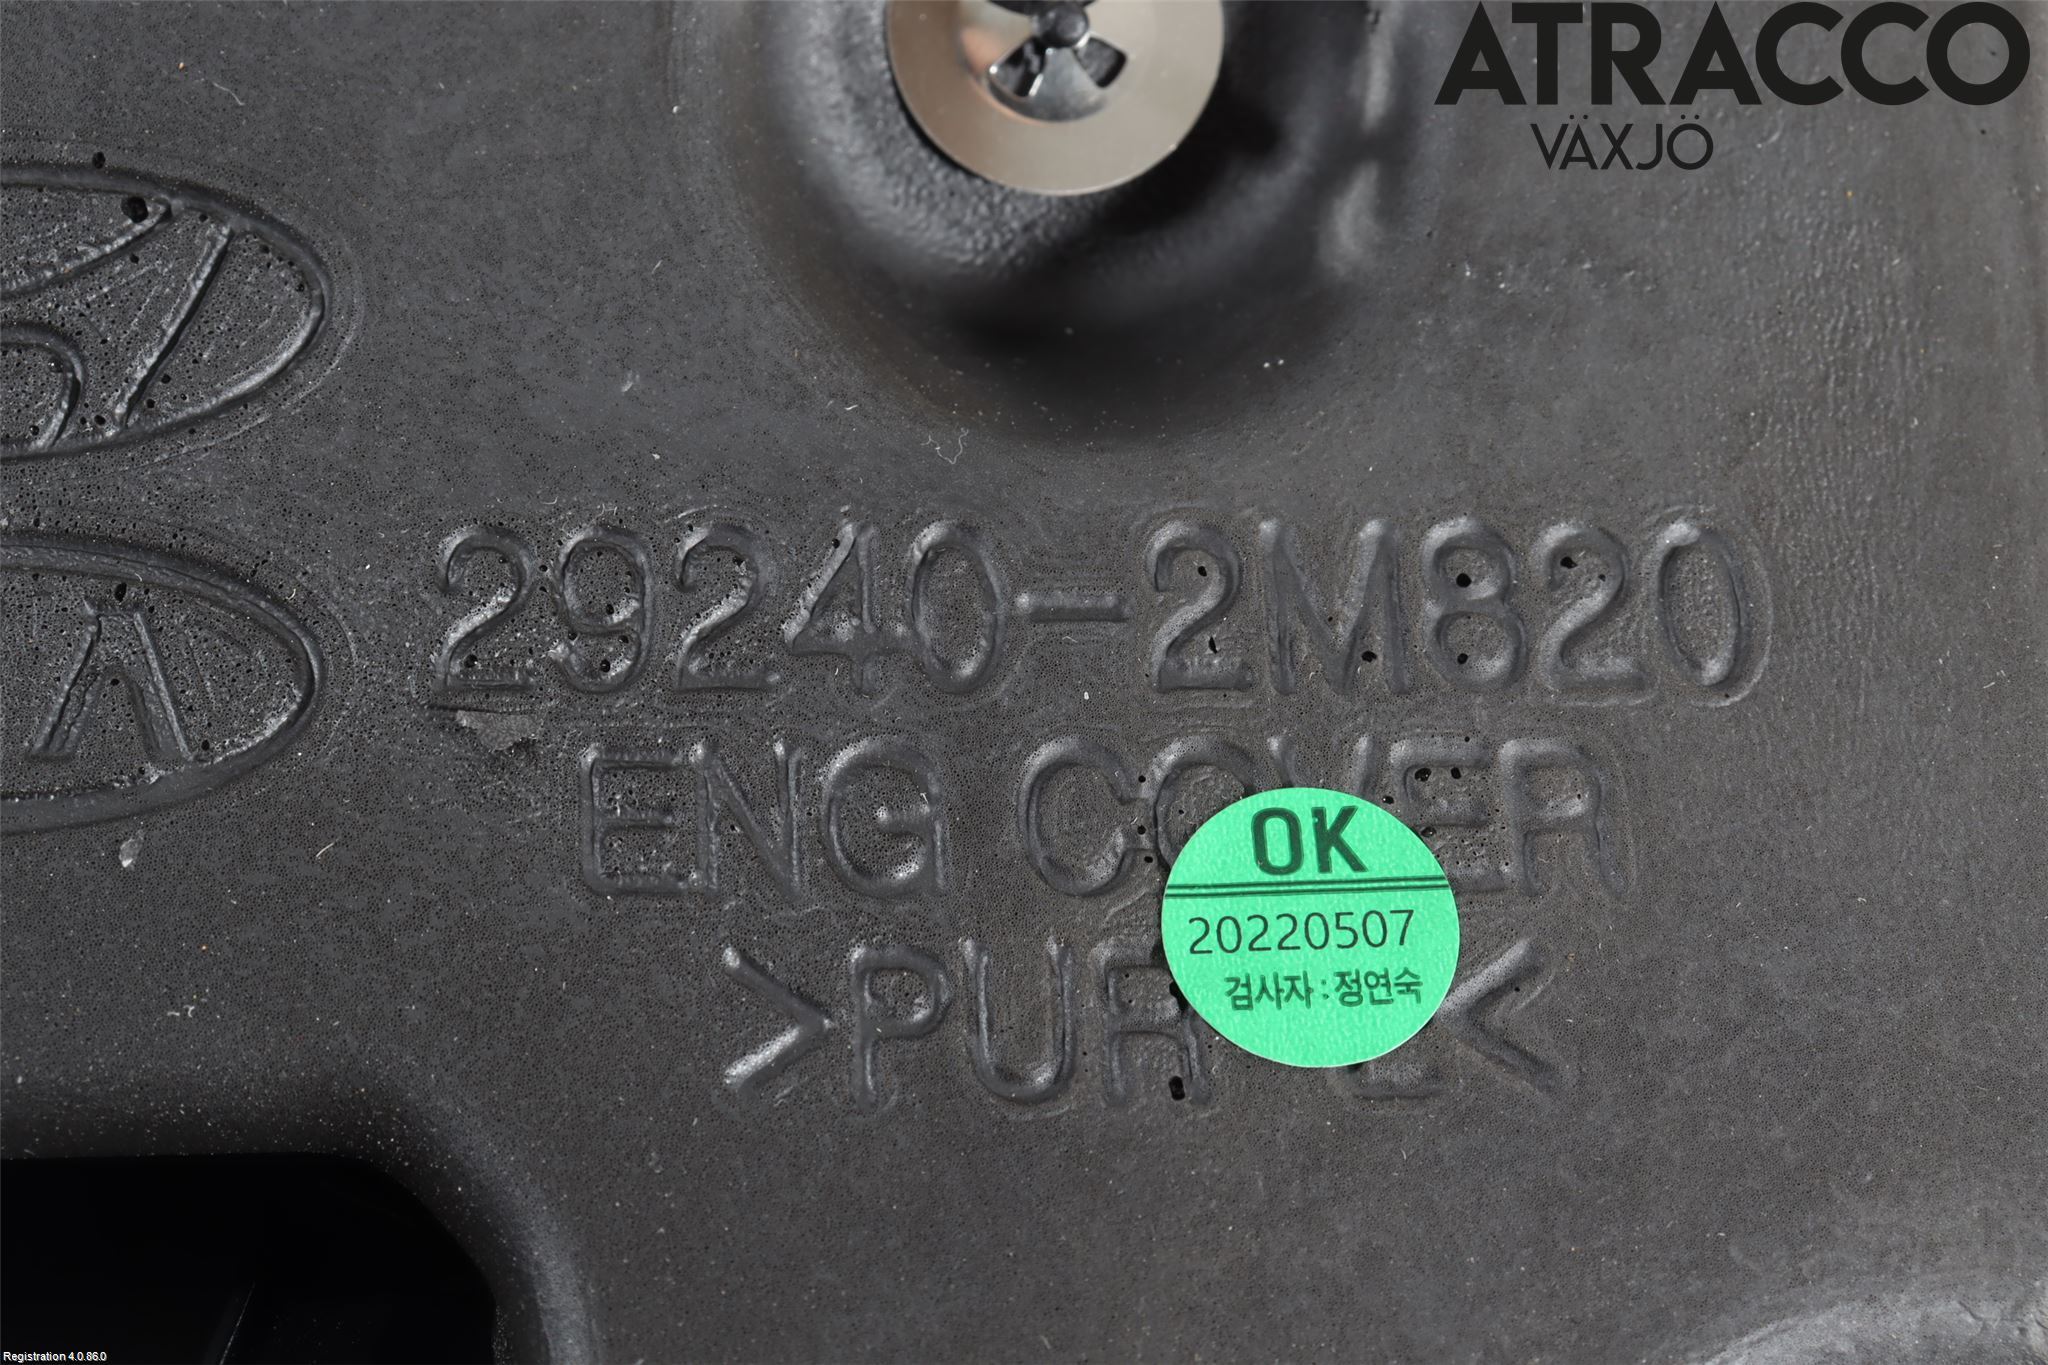 ATRACCO
VÄXJÖ
29240-2M820
ENG COVER
>PUR
OK
20220507
검사자 : 정연숙
Registration 4.0.86.0